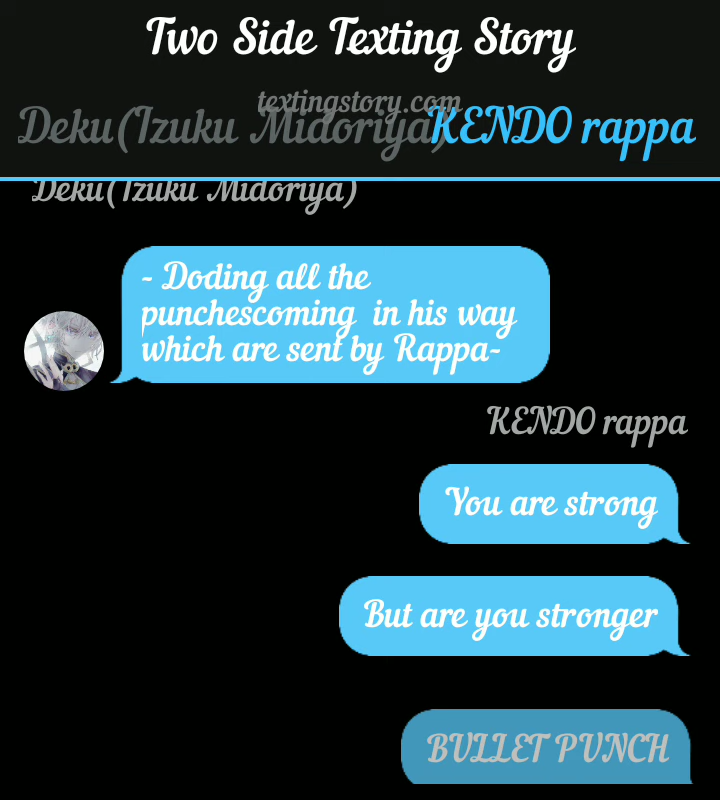 Two Side Texting Story
textingstory.com
Deku(Izuku Midoriya) KENDO rappa
Deku(Izuku Midoriya)
- Doding all the
punchescoming in his way
which are sent by Rappa-
KENDO rappa
You are strong
But are you stronger
BULLET PUNCH